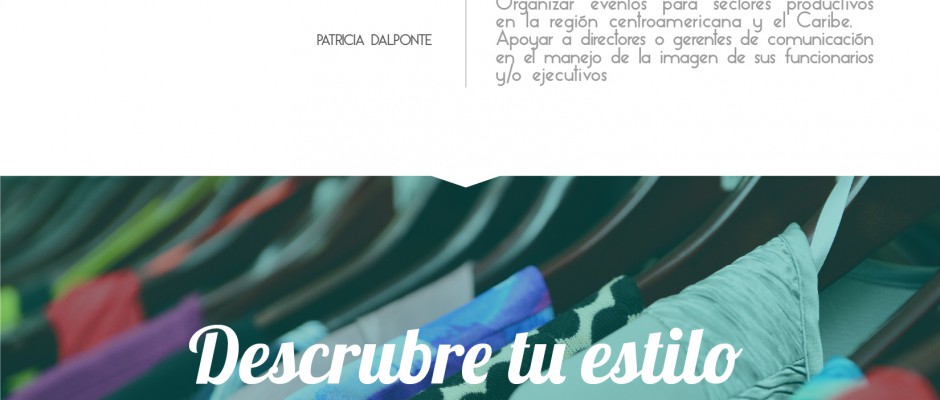 Organizar eventos para sectores productivos
en la región centroamericana y el Caribe.
PATRICIA DALPONTE
Apoyar a directores o gerentes de comunicación
en el manejo de la imagen de sus funcionarios
y/o ejecutivos
Descrubre tu estilo